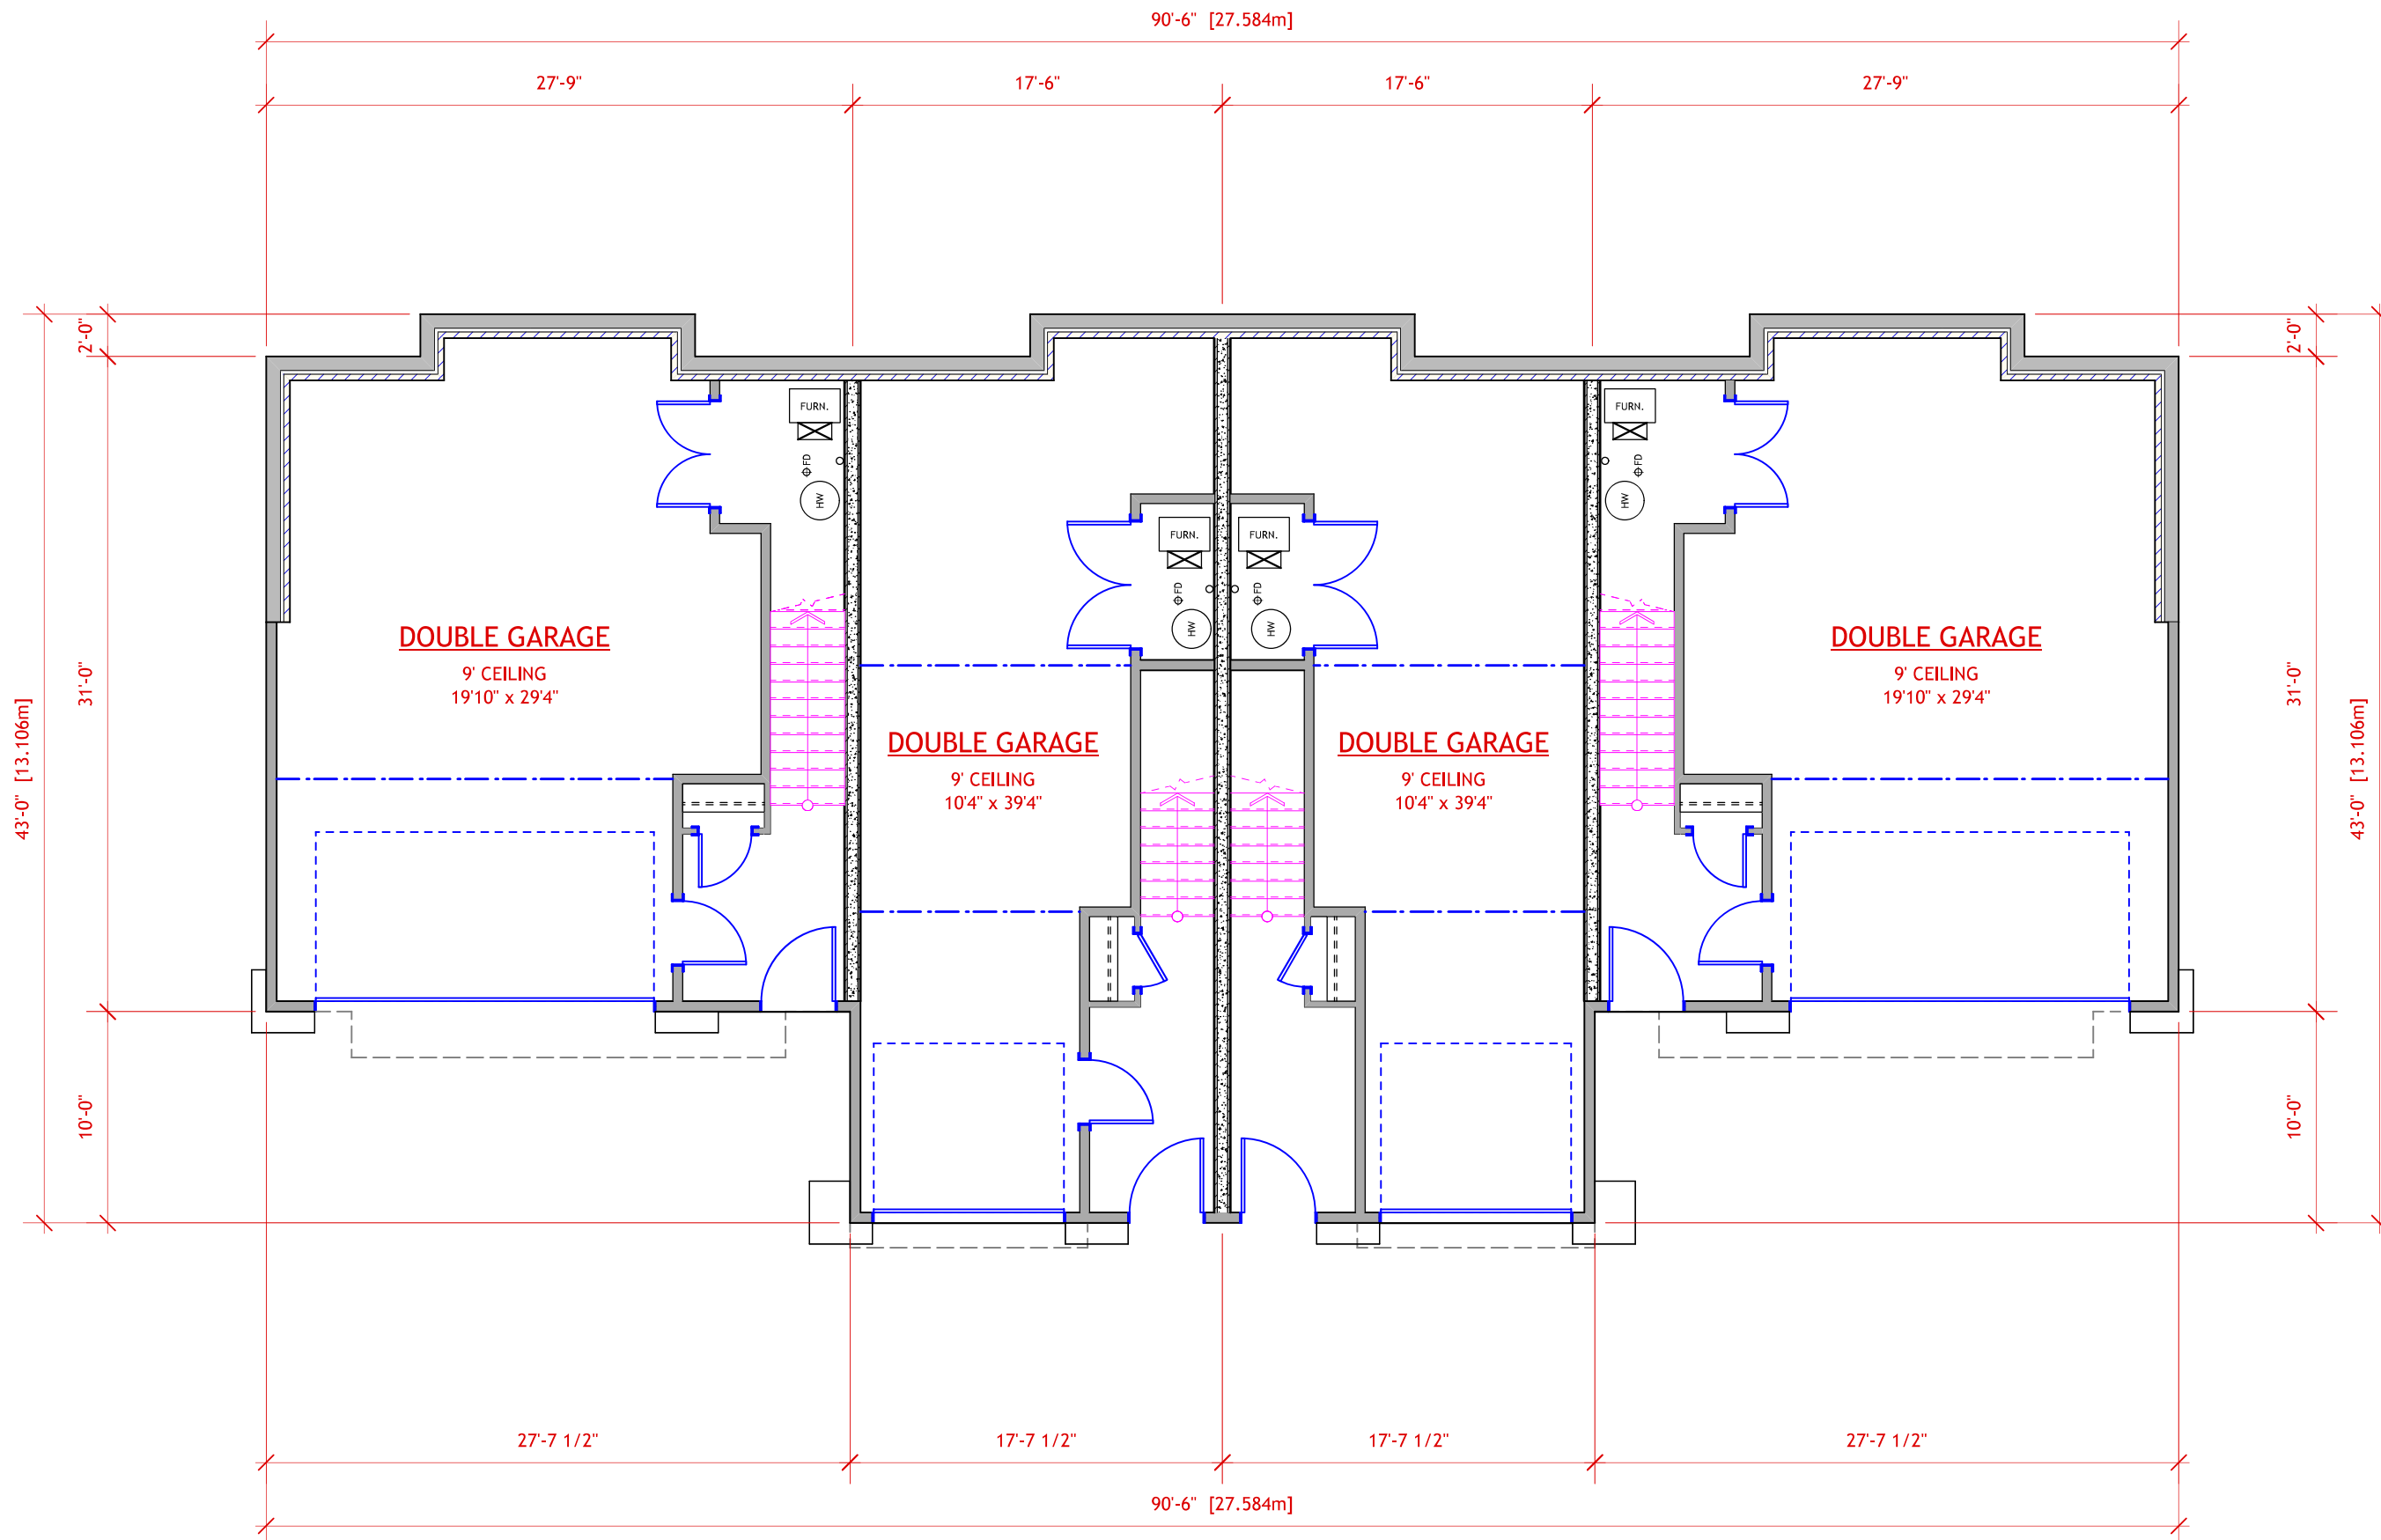 90'-6" [27.584m]
27'-9"
17'-6"
17'-6"
27'-9"
2'-0"
2'-0"
FURN.
FURN.
FD
FD
HW
HW
FURN.
FURN.
FD
FD
HW
HW
DOUBLE GARAGE
9' CEILING
19'10" x 29'4"
DOUBLE GARAGE
9' CEILING
19'10" x 29'4"
31'-0"
31'-0"
43'-0" [13.106m]
43'-0" [13.106m]
DOUBLE GARAGE
9' CEILING
10'4" x 39'4"
DOUBLE GARAGE
9' CEILING
10'4" x 39'4"
10'-0"
10'-0"
27'-7 1/2"
17'-7 1/2"
17'-7 1/2"
27'-7 1/2"
90'-6" [27.584m]